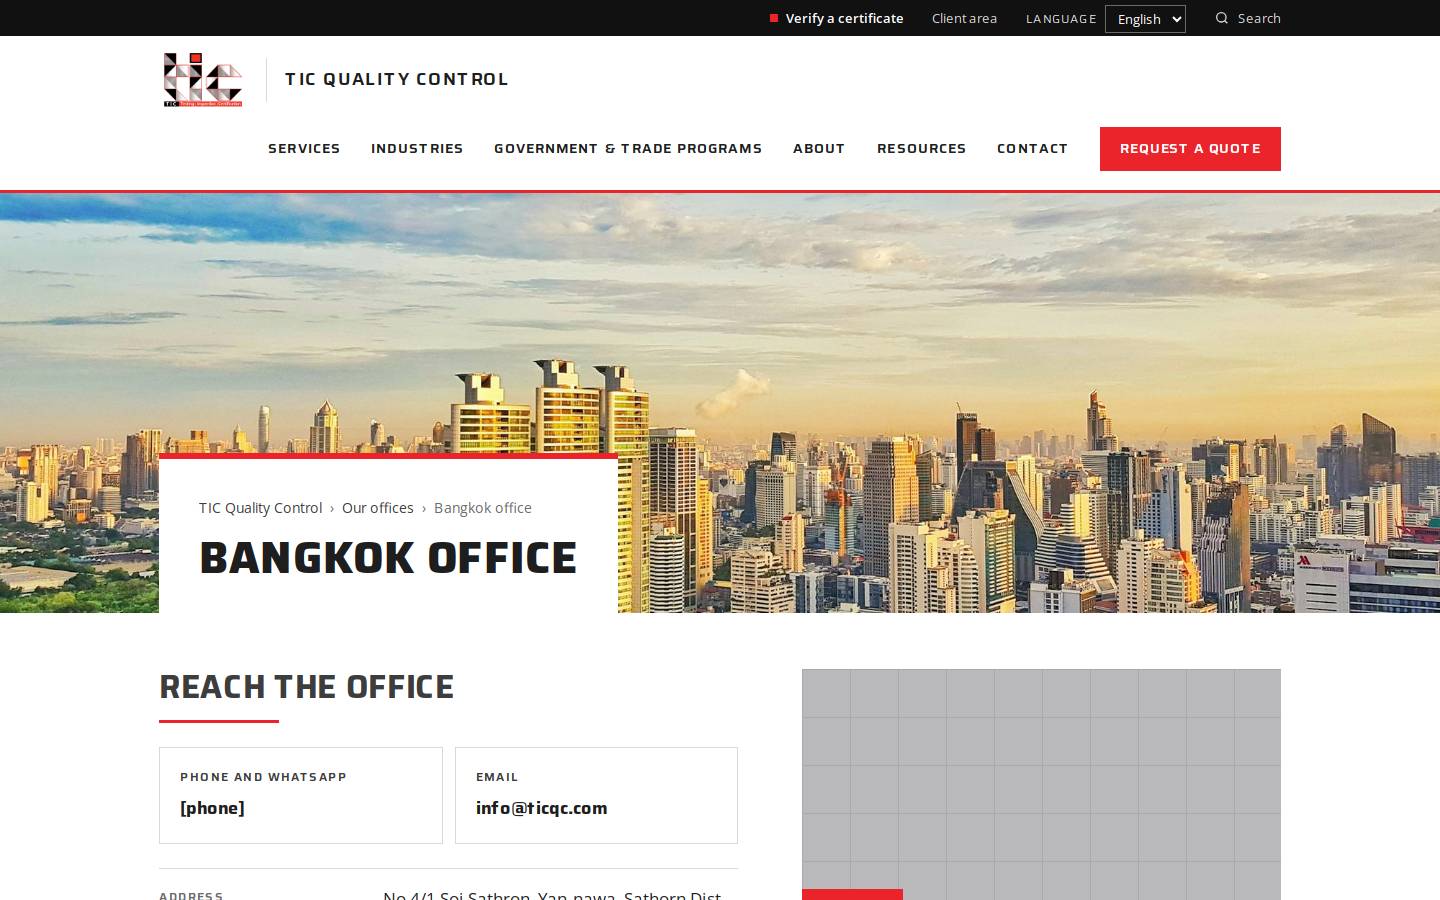 Verify a certificate
Client area
LANGUAGE
English
Search
tic
TIC QUALITY CONTROL
SERVICES
INDUSTRIES
GOVERNMENT & TRADE PROGRAMS
ABOUT
RESOURCES
CONTACT
REQUEST A QUOTE
TIC Quality Control › Our offices › Bangkok office
BANGKOK OFFICE
REACH THE OFFICE
PHONE AND WHATSAPP
[phone]
EMAIL
info@ticqc.com
ADDRESS
No.4/1 Soi Sathron, Yan-nawa, Sathorn Dist.